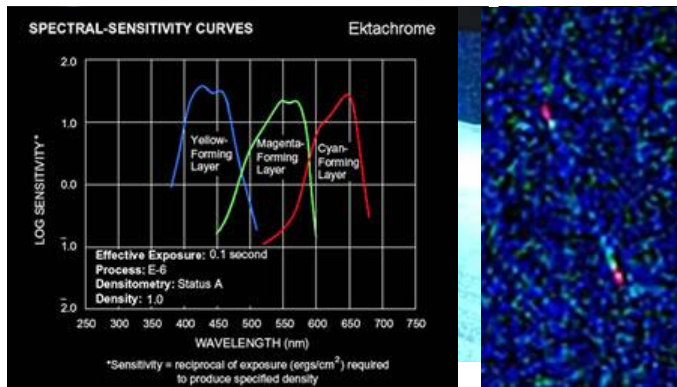 SPECTRAL-SENSITIVITY CURVES Ektachrome
2.0
1.0
0.0
1.0
2.0
LOG SENSITIVITY*
Yellow-
Forming
Layer
Magenta-
Forming
Layer
Cyan-
Forming
Layer
Effective Exposure: 0.1 second
Process: E-6
Densitometry: Status A
Density: 1.0
250 300 350 400 450 500 550 600 650 700 750
WAVELENGTH (nm)
*Sensitivity = reciprocal of exposure (ergs/cm²) required
to produce specified density